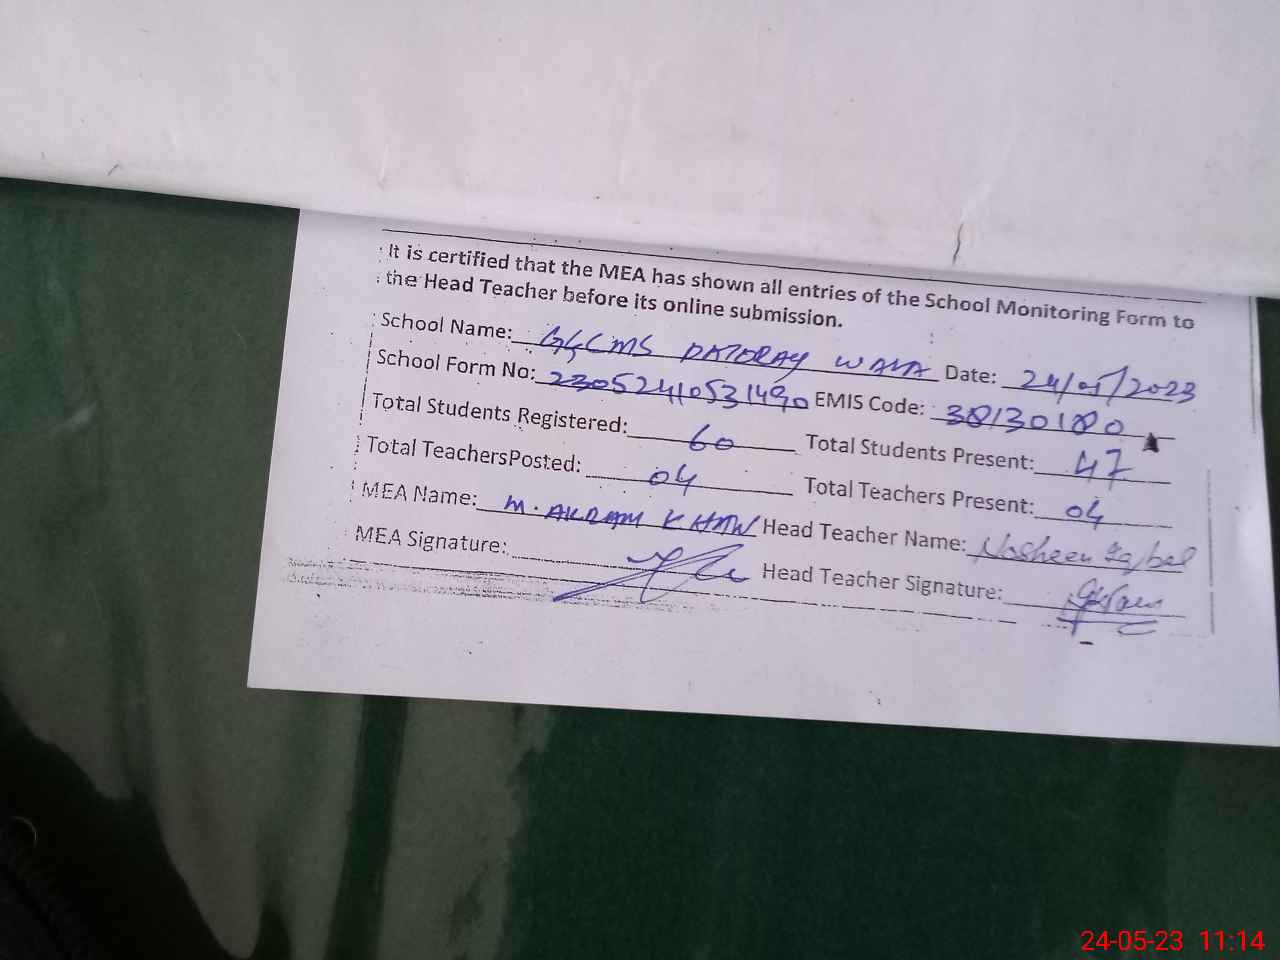 It is certified that the MEA has shown all entries of the School Monitoring Form to
the Head Teacher before its online submission.
School Name: GGCMS PATORAY WALA Date: 24/05/2023
School Form No: 23052410531490 EMIS Code: 38130180
Total Students Registered: 60 Total Students Present: 47
Total TeachersPosted: 04 Total Teachers Present: 04
MEA Name: M. AKRAM KHAN Head Teacher Name: Nosheen Iqbal
MEA Signature: Head Teacher Signature:
24-05-23 11:14